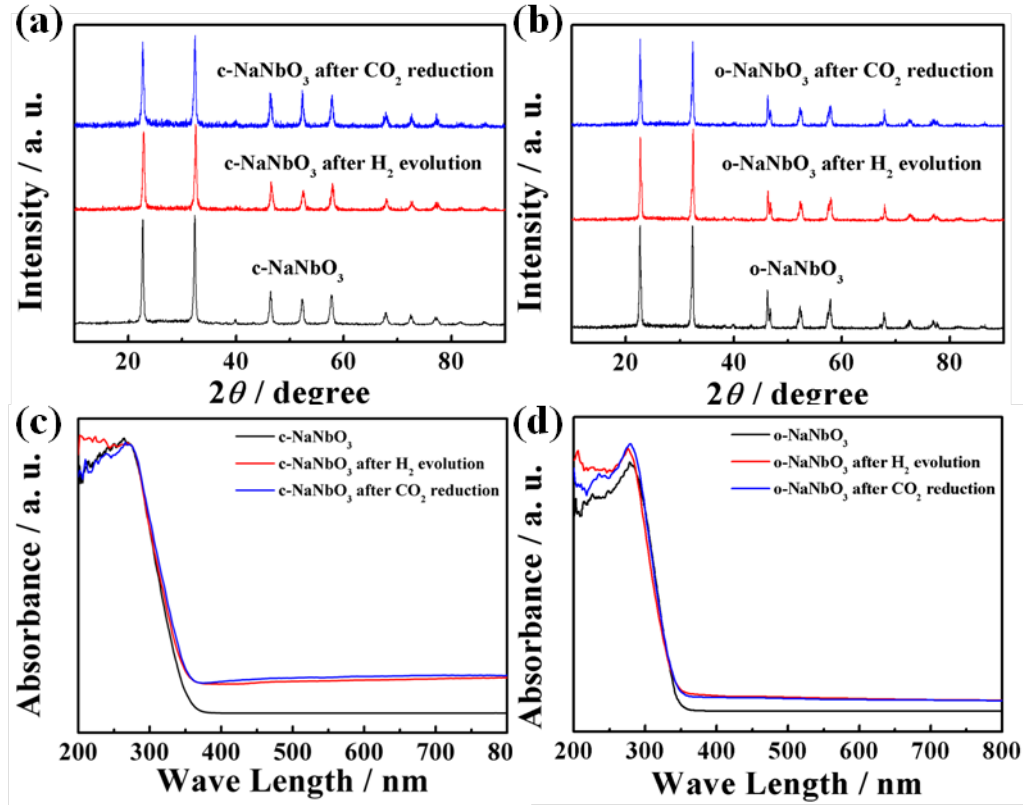 (a)
c-NaNbO₃ after CO₂ reduction
c-NaNbO₃ after H₂ evolution
c-NaNbO₃
Intensity / a. u.
20 40 60 80
2θ / degree
(b)
o-NaNbO₃ after CO₂ reduction
o-NaNbO₃ after H₂ evolution
o-NaNbO₃
Intensity / a. u.
20 40 60 80
2θ / degree
(c)
c-NaNbO₃
c-NaNbO₃ after H₂ evolution
c-NaNbO₃ after CO₂ reduction
Absorbance / a. u.
200 300 400 500 600 700 80
Wave Length / nm
(d)
o-NaNbO₃
o-NaNbO₃ after H₂ evolution
o-NaNbO₃ after CO₂ reduction
Absorbance / a. u.
200 300 400 500 600 700 800
Wave Length / nm